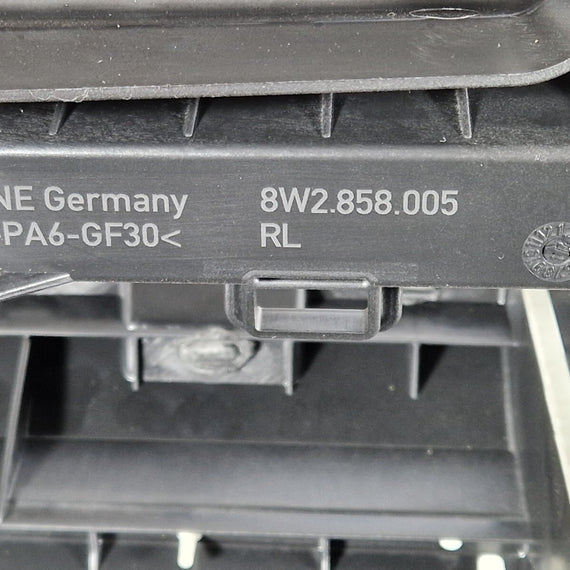 NE Germany 8W2.858.005
PA6-GF30< RL